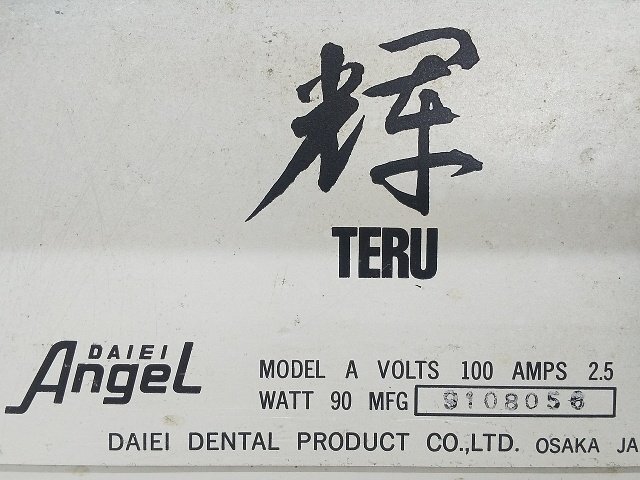 輝
TERU
DAIEI
Angel
MODEL A VOLTS 100 AMPS 2.5
WATT 90 MFG 9108056
DAIEI DENTAL PRODUCT CO.,LTD. OSAKA JA